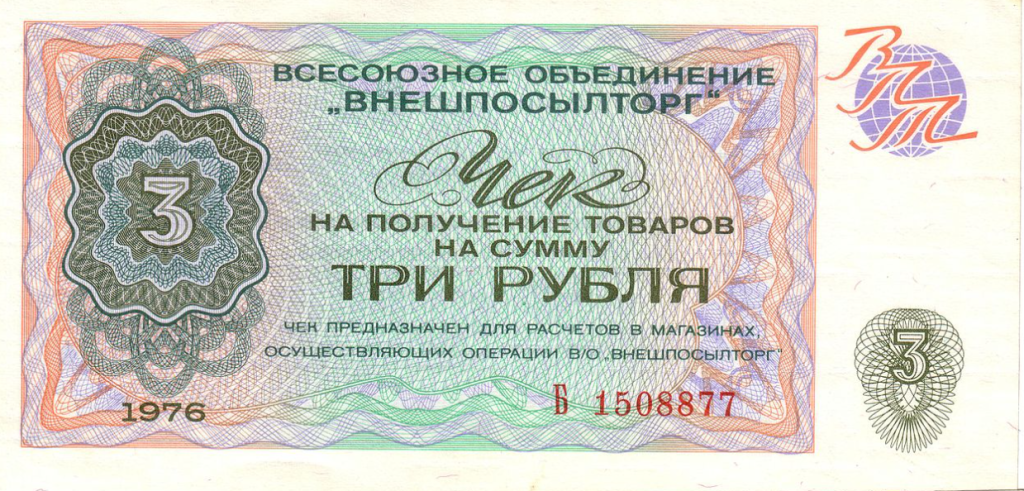 ВСЕСОЮЗНОЕ ОБЪЕДИНЕНИЕ
„ВНЕШПОСЫЛТОРГ“
ВПТ
Чек
НА ПОЛУЧЕНИЕ ТОВАРОВ
НА СУММУ
ТРИ РУБЛЯ
3
ЧЕК ПРЕДНАЗНАЧЕН ДЛЯ РАСЧЕТОВ В МАГАЗИНАХ,
ОСУЩЕСТВЛЯЮЩИХ ОПЕРАЦИИ В/О „ВНЕШПОСЫЛТОРГ“
3
1976
Б 1508877